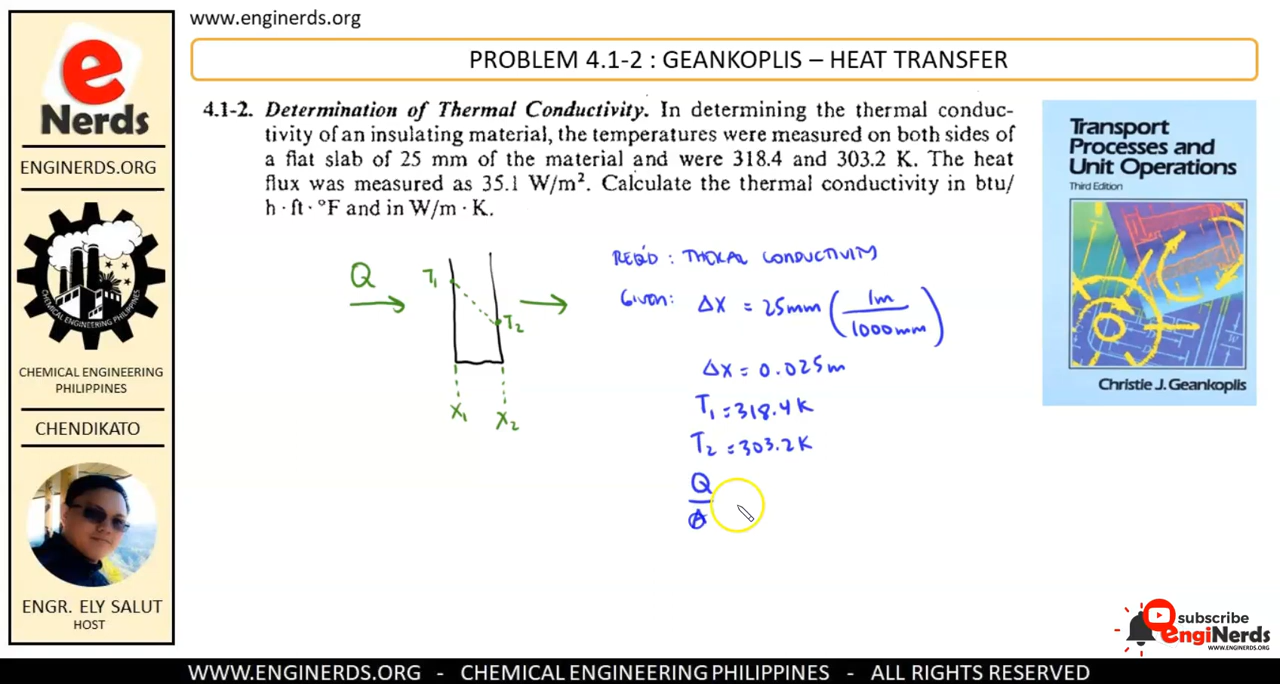 www.enginerds.org
e
Nerds
ENGINERDS.ORG
CHEMICAL ENGINEERING PHILIPPINES
CHEMICAL ENGINEERING
PHILIPPINES
CHENDIKATO
ENGR. ELY SALUT
HOST
PROBLEM 4.1-2 : GEANKOPLIS – HEAT TRANSFER
4.1-2. Determination of Thermal Conductivity. In determining the thermal conduc-
tivity of an insulating material, the temperatures were measured on both sides of
a flat slab of 25 mm of the material and were 318.4 and 303.2 K. The heat
flux was measured as 35.1 W/m². Calculate the thermal conductivity in btu/
h · ft · °F and in W/m · K.
Transport
Processes and
Unit Operations
Third Edition
Christie J. Geankoplis
Q
T₁
T₂
X₁
X₂
REQ'D : THERMAL CONDUCTIVITY
Given: ΔX = 25mm (1m/1000mm)
ΔX = 0.025m
T₁ = 318.4K
T₂ = 303.2K
Q
A
subscribe
EngiNerds
WWW.ENGINERDS.ORG
WWW.ENGINERDS.ORG - CHEMICAL ENGINEERING PHILIPPINES - ALL RIGHTS RESERVED